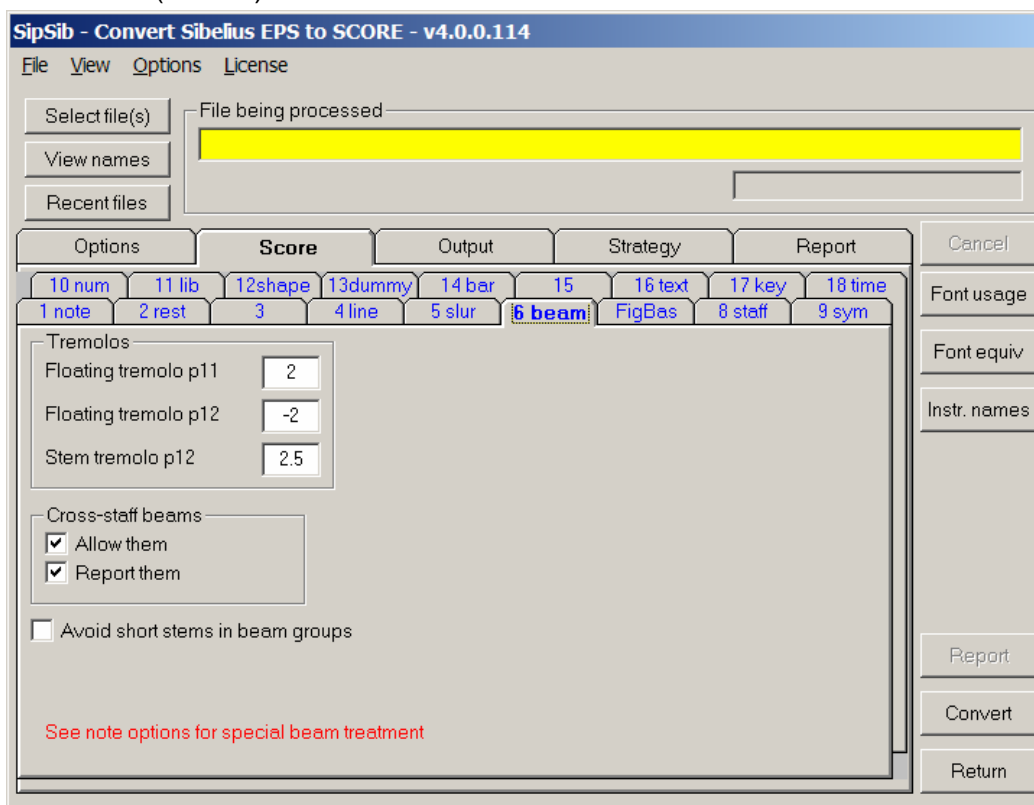 SipSib - Convert Sibelius EPS to SCORE - v4.0.0.114
File View Options License
Select file(s)
File being processed
View names
Recent files
Options Score Output Strategy Report
Cancel
10 num 11 lib 12shape 13dummy 14 bar 15 16 text 17 key 18 time
1 note 2 rest 3 4 line 5 slur 6 beam FigBas 8 staff 9 sym
Font usage
Font equiv
Instr. names
Tremolos
Floating tremolo p11 2
Floating tremolo p12 -2
Stem tremolo p12 2.5
Cross-staff beams
Allow them
Report them
Avoid short stems in beam groups
See note options for special beam treatment
Report
Convert
Return